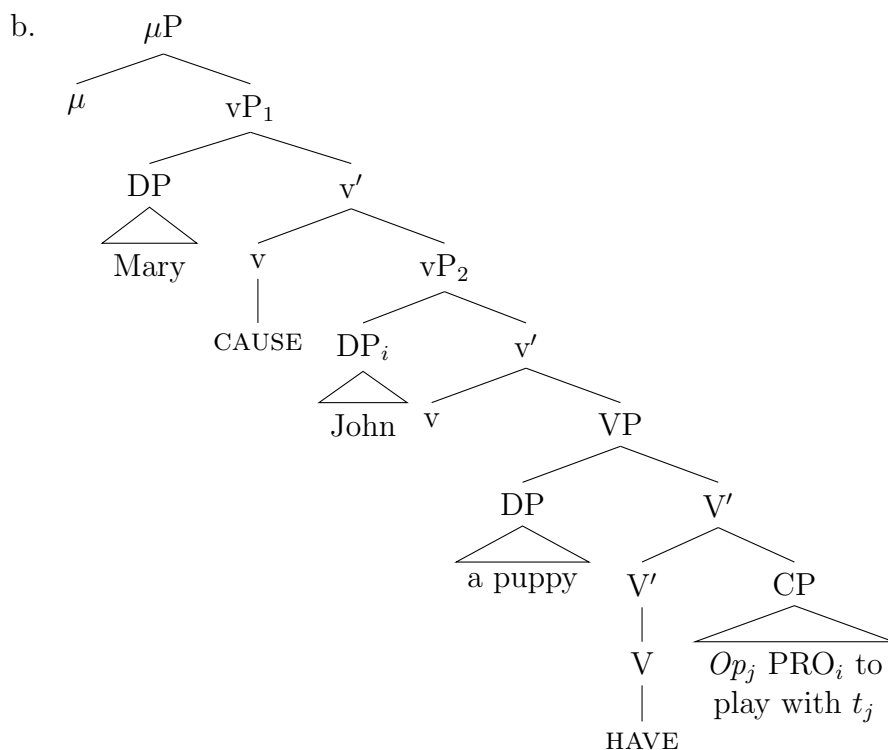 b.
μP
μ vP₁
DP v′
Mary v vP₂
CAUSE DPᵢ v′
John v VP
DP V′
a puppy V′ CP
V Opⱼ PROᵢ to
play with tⱼ
HAVE